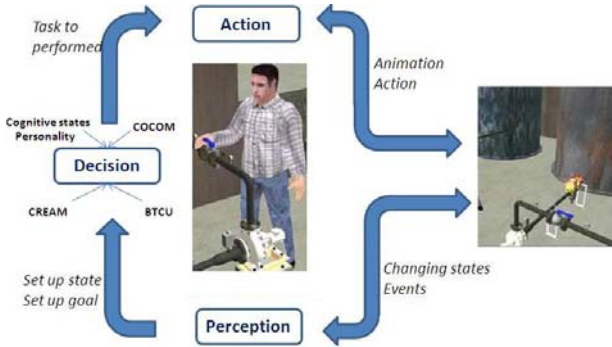 Task to
performed
Action
Animation
Action
Cognitive states
Personality
COCOM
Decision
CREAM
BTCU
Set up state
Set up goal
Changing states
Events
Perception